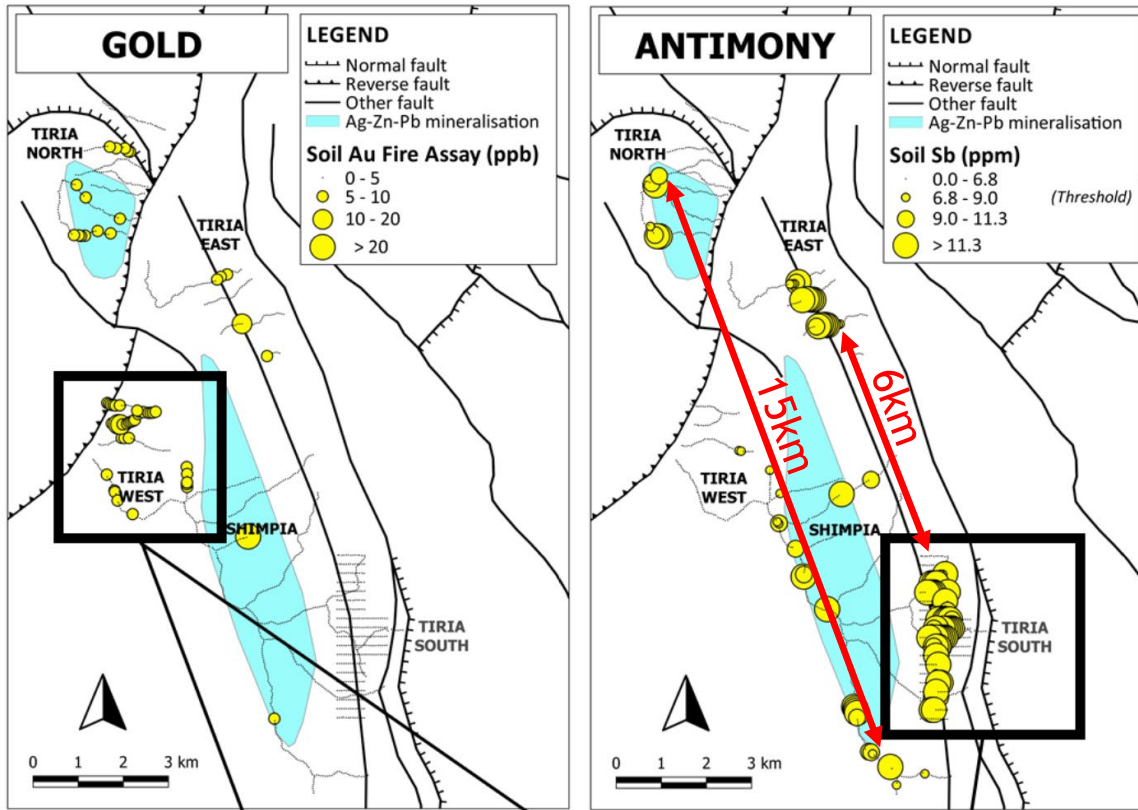 GOLD
LEGEND
Normal fault
Reverse fault
Other fault
Ag-Zn-Pb mineralisation
Soil Au Fire Assay (ppb)
0 - 5
5 - 10
10 - 20
> 20
TIRIA
NORTH
TIRIA
EAST
TIRIA
WEST
SHIMPIA
TIRIA
SOUTH
0 1 2 3 km
ANTIMONY
LEGEND
Normal fault
Reverse fault
Other fault
Ag-Zn-Pb mineralisation
Soil Sb (ppm)
0.0 - 6.8
6.8 - 9.0 (Threshold)
9.0 - 11.3
> 11.3
TIRIA
NORTH
TIRIA
EAST
15km
6km
TIRIA
WEST
SHIMPIA
TIRIA
SOUTH
0 1 2 3 km